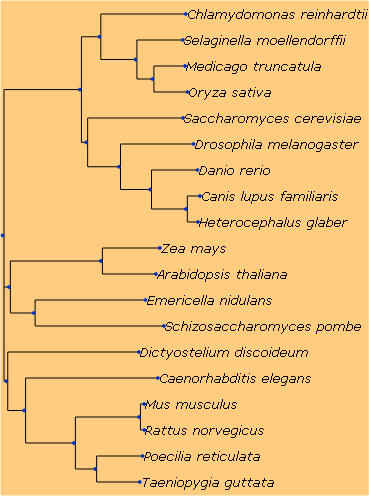 Chlamydomonas reinhardtii
Selaginella moellendorffii
Medicago truncatula
Oryza sativa
Saccharomyces cerevisiae
Drosophila melanogaster
Danio rerio
Canis lupus familiaris
Heterocephalus glaber
Zea mays
Arabidopsis thaliana
Emericella nidulans
Schizosaccharomyces pombe
Dictyostelium discoideum
Caenorhabditis elegans
Mus musculus
Rattus norvegicus
Poecilia reticulata
Taeniopygia guttata